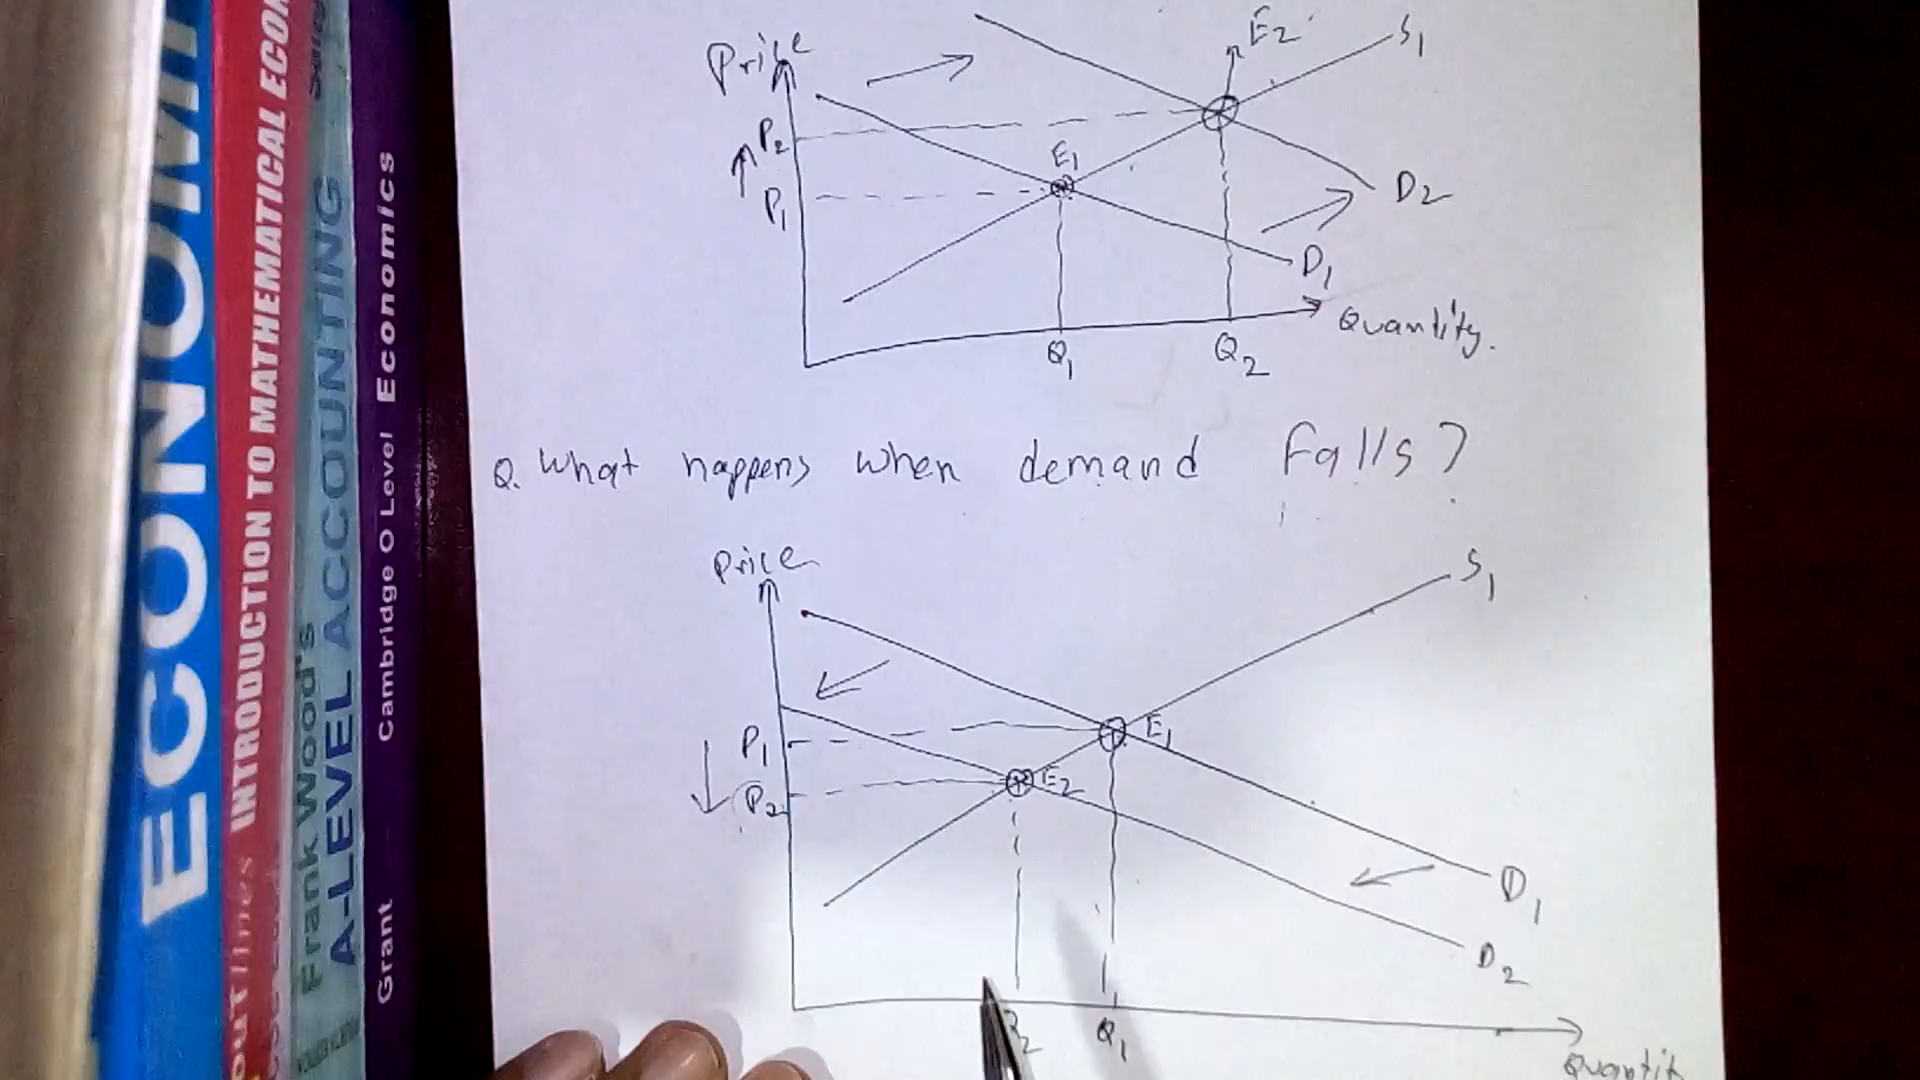 ECONOMI
outlines INTRODUCTION TO MATHEMATICAL ECON
Frank Wood's
A-LEVEL ACCOUNTING
Grant Cambridge O Level Economics
Price
E2
S1
P2
E1
P1
D2
D1
Quantity.
Q1
Q2
Q. What happens when demand falls?
Price
S1
P1
E1
P2
E2
D1
D2
Q1
Quantit